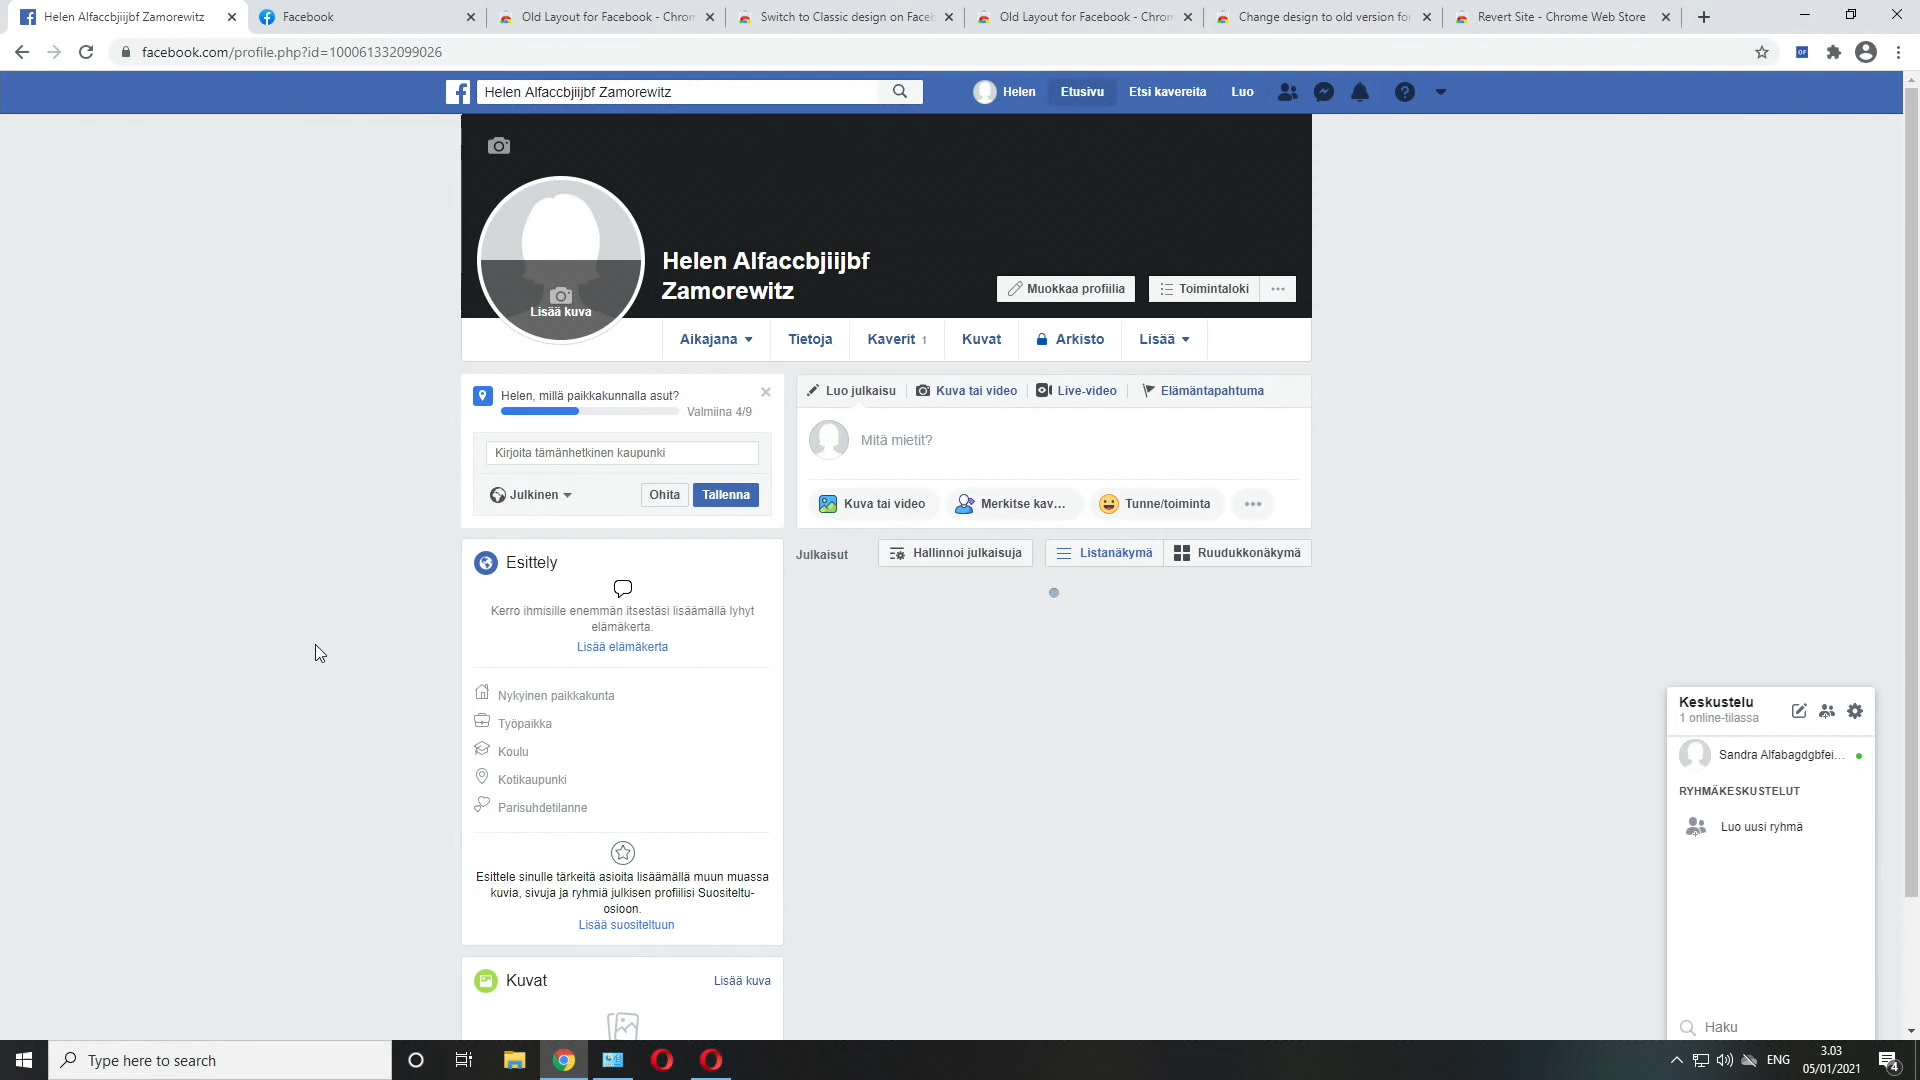 Helen Alfaccbjiijbf Zamorewitz
Facebook
Old Layout for Facebook - Chrom
Switch to Classic design on Faceb
Old Layout for Facebook - Chrom
Change design to old version for
Revert Site - Chrome Web Store
facebook.com/profile.php?id=100061332099026
Helen Alfaccbjiijbf Zamorewitz
Helen
Etusivu
Etsi kavereita
Luo
Helen Alfaccbjiijbf
Zamorewitz
Lisää kuva
Muokkaa profiilia
Toimintaloki
Aikajana
Tietoja
Kaverit 1
Kuvat
Arkisto
Lisää
Helen, millä paikkakunnalla asut?
Valmiina 4/9
Kirjoita tämänhetkinen kaupunki
Julkinen
Ohita
Tallenna
Luo julkaisu
Kuva tai video
Live-video
Elämäntapahtuma
Mitä mietit?
Kuva tai video
Merkitse kav...
Tunne/toiminta
Julkaisut
Hallinnoi julkaisuja
Listanäkymä
Ruudukkonäkymä
Esittely
Kerro ihmisille enemmän itsestäsi lisäämällä lyhyt
elämäkerta.
Lisää elämäkerta
Nykyinen paikkakunta
Työpaikka
Koulu
Kotikaupunki
Parisuhdetilanne
Esittele sinulle tärkeitä asioita lisäämällä muun muassa
kuvia, sivuja ja ryhmiä julkisen profiilisi Suositeltu-
osioon.
Lisää suositeltuun
Kuvat
Lisää kuva
Keskustelu
1 online-tilassa
Sandra Alfabagdgbfei...
RYHMÄKESKUSTELUT
Luo uusi ryhmä
Haku
Type here to search
ENG
3.03
05/01/2021
4